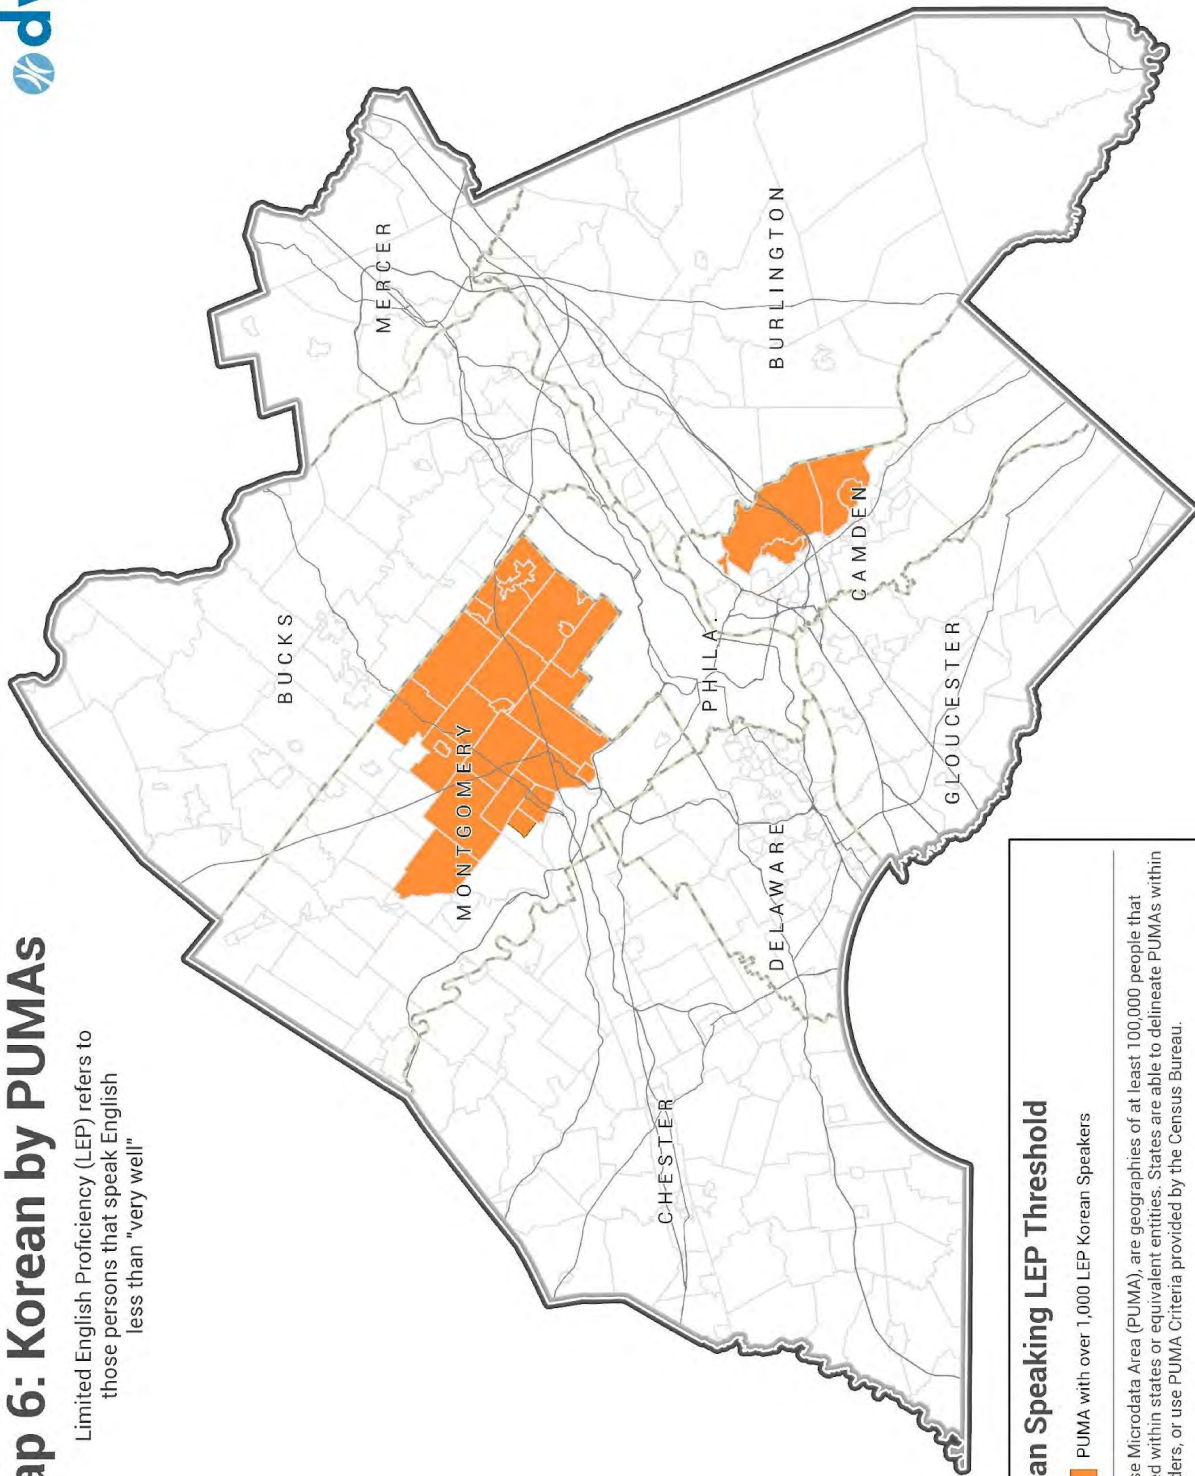 ap 6: Korean by PUMAs
Limited English Proficiency (LEP) refers to
those persons that speak English
less than "very well"
dv
BUCKS
MERCER
MONTGOMERY
BURLINGTON
PHILA.
CAMDEN
CHESTER
DELAWARE
GLOUCESTER
an Speaking LEP Threshold
PUMA with over 1,000 LEP Korean Speakers
se Microdata Area (PUMA), are geographies of at least 100,000 people that
ed within states or equivalent entities. States are able to delineate PUMAs within
ders, or use PUMA Criteria provided by the Census Bureau.